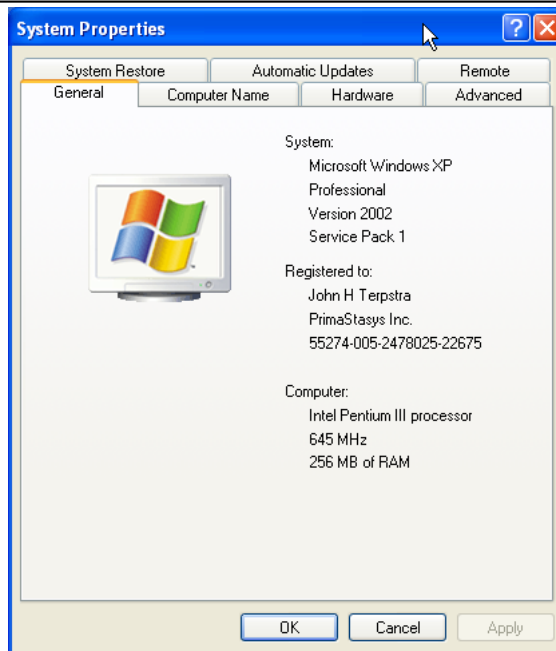 System Properties
System Restore Automatic Updates Remote
General Computer Name Hardware Advanced
System:
Microsoft Windows XP
Professional
Version 2002
Service Pack 1
Registered to:
John H Terpstra
PrimaStasys Inc.
55274-005-2478025-22675
Computer:
Intel Pentium III processor
645 MHz
256 MB of RAM
OK Cancel Apply